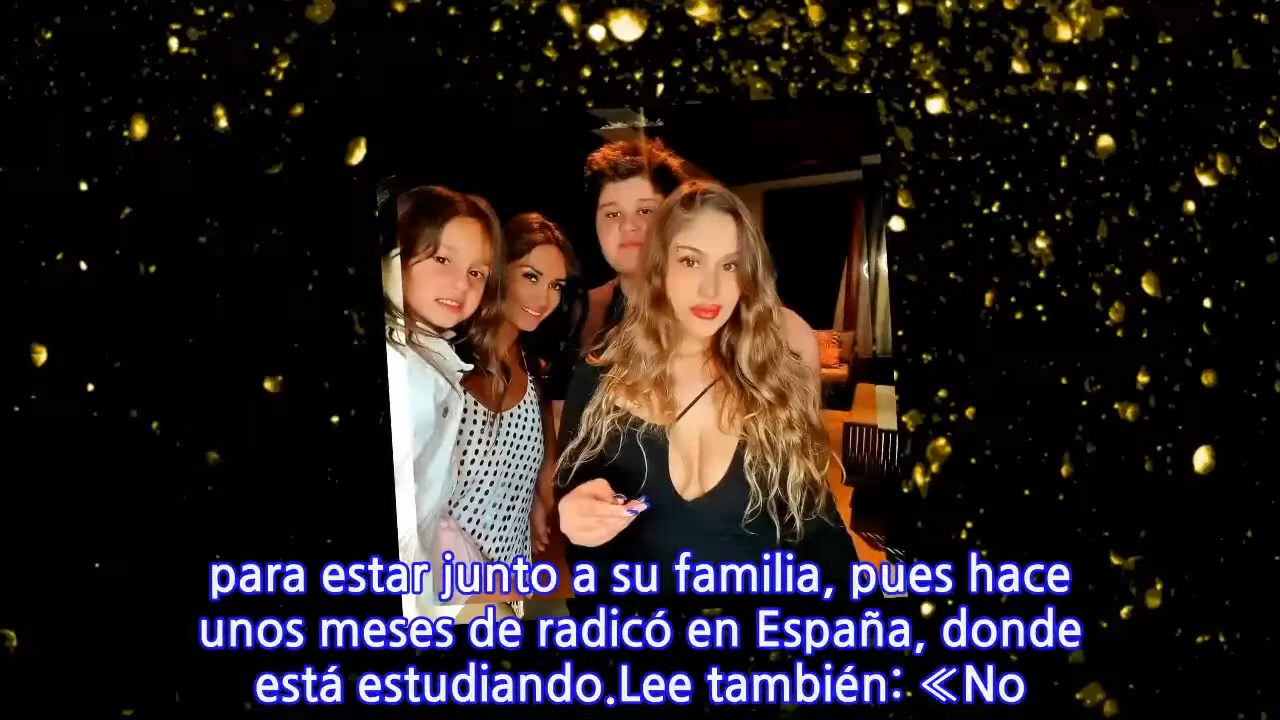 para estar junto a su familia, pues hace
unos meses de radicó en España, donde
está estudiando.Lee también: ≪No